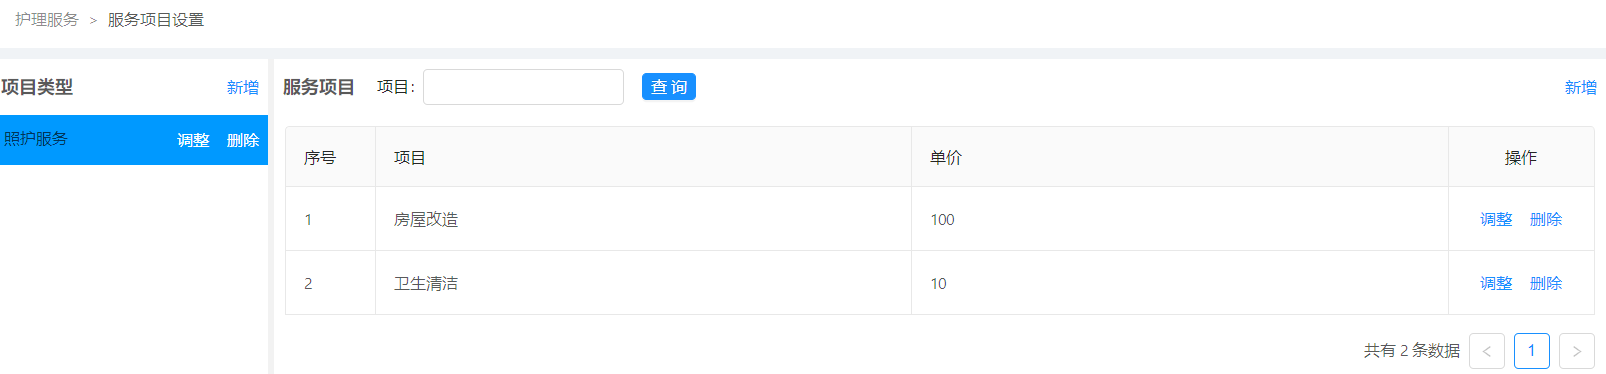 护理服务 > 服务项目设置
项目类型 新增
照护服务 调整 删除
服务项目 项目: 查询 新增
序号 项目 单价 操作
1 房屋改造 100 调整 删除
2 卫生清洁 10 调整 删除
共有 2 条数据 < 1 >